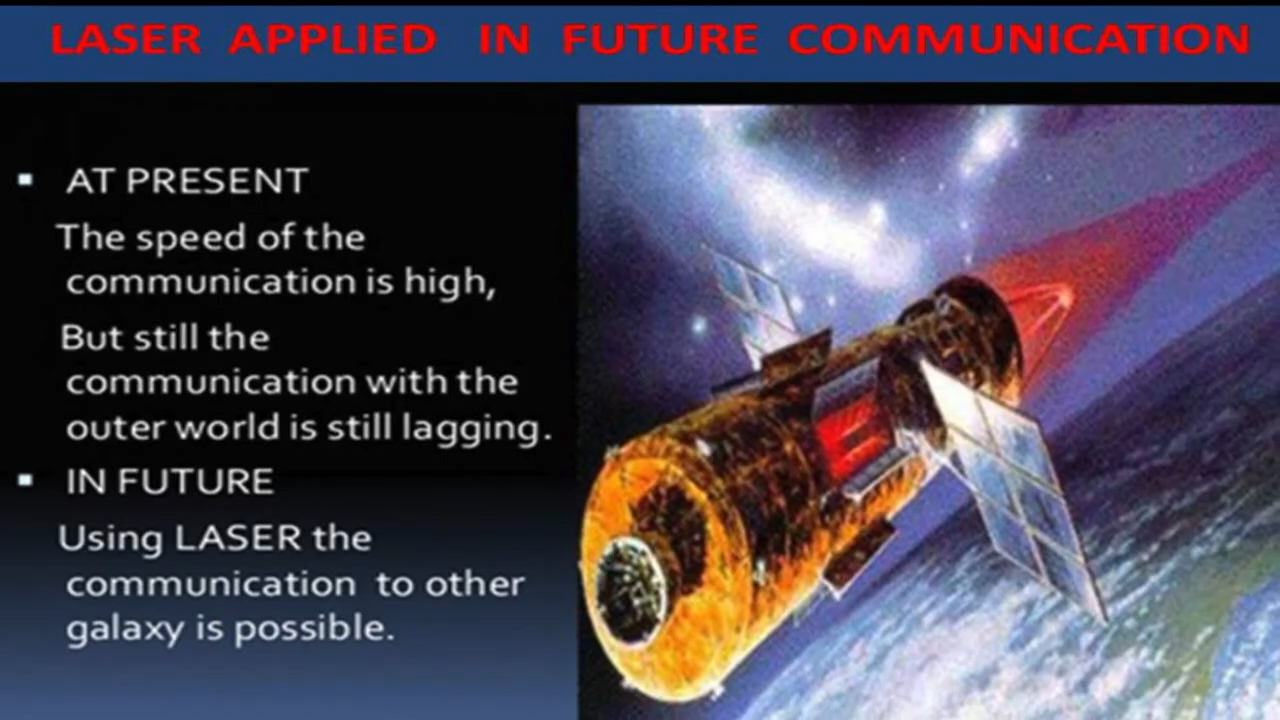 LASER APPLIED IN FUTURE COMMUNICATION
▪ AT PRESENT
The speed of the
communication is high,
But still the
communication with the
outer world is still lagging.
▪ IN FUTURE
Using LASER the
communication to other
galaxy is possible.